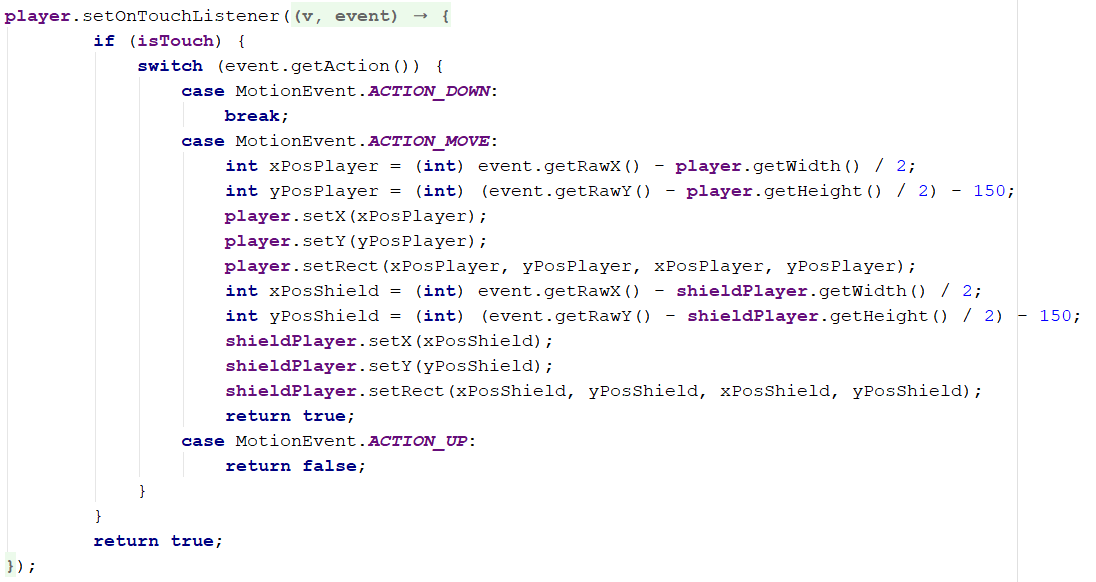 player.setOnTouchListener((v, event) → {
if (isTouch) {
switch (event.getAction()) {
case MotionEvent.ACTION_DOWN:
break;
case MotionEvent.ACTION_MOVE:
int xPosPlayer = (int) event.getRawX() - player.getWidth() / 2;
int yPosPlayer = (int) (event.getRawY() - player.getHeight() / 2) - 150;
player.setX(xPosPlayer);
player.setY(yPosPlayer);
player.setRect(xPosPlayer, yPosPlayer, xPosPlayer, yPosPlayer);
int xPosShield = (int) event.getRawX() - shieldPlayer.getWidth() / 2;
int yPosShield = (int) (event.getRawY() - shieldPlayer.getHeight() / 2) - 150;
shieldPlayer.setX(xPosShield);
shieldPlayer.setY(yPosShield);
shieldPlayer.setRect(xPosShield, yPosShield, xPosShield, yPosShield);
return true;
case MotionEvent.ACTION_UP:
return false;
}
}
return true;
});